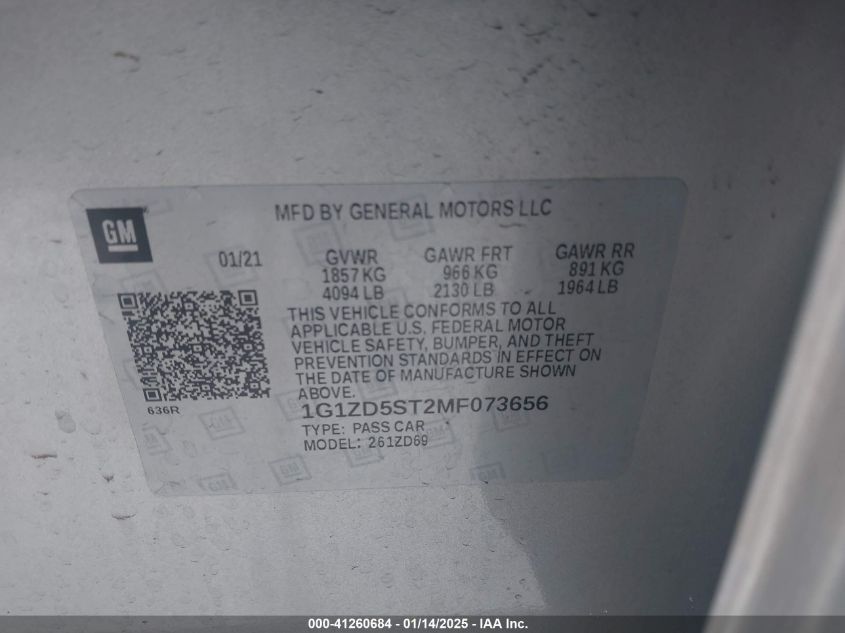 MFD BY GENERAL MOTORS LLC
GM
01/21
GVWR GAWR FRT GAWR RR
1857 KG 966 KG 891 KG
4094 LB 2130 LB 1964 LB
THIS VEHICLE CONFORMS TO ALL
APPLICABLE U.S. FEDERAL MOTOR
VEHICLE SAFETY, BUMPER, AND THEFT
PREVENTION STANDARDS IN EFFECT ON
THE DATE OF MANUFACTURE SHOWN
ABOVE.
636R
1G1ZD5ST2MF073656
TYPE: PASS CAR
MODEL: 261ZD69
000-41260684 - 01/14/2025 - IAA Inc.